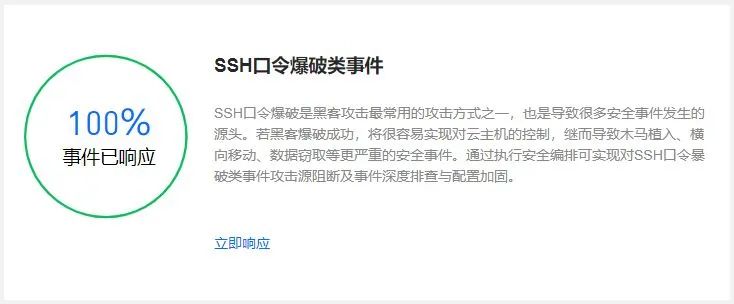 SSH口令爆破类事件
100%
事件已响应
SSH口令爆破是黑客攻击最常用的攻击方式之一，也是导致很多安全事件发生的
源头。若黑客爆破成功，将很容易实现对云主机的控制，继而导致木马植入、横
向移动、数据窃取等更严重的安全事件。通过执行安全编排可实现对SSH口令暴
破类事件攻击源阻断及事件深度排查与配置加固。
立即响应